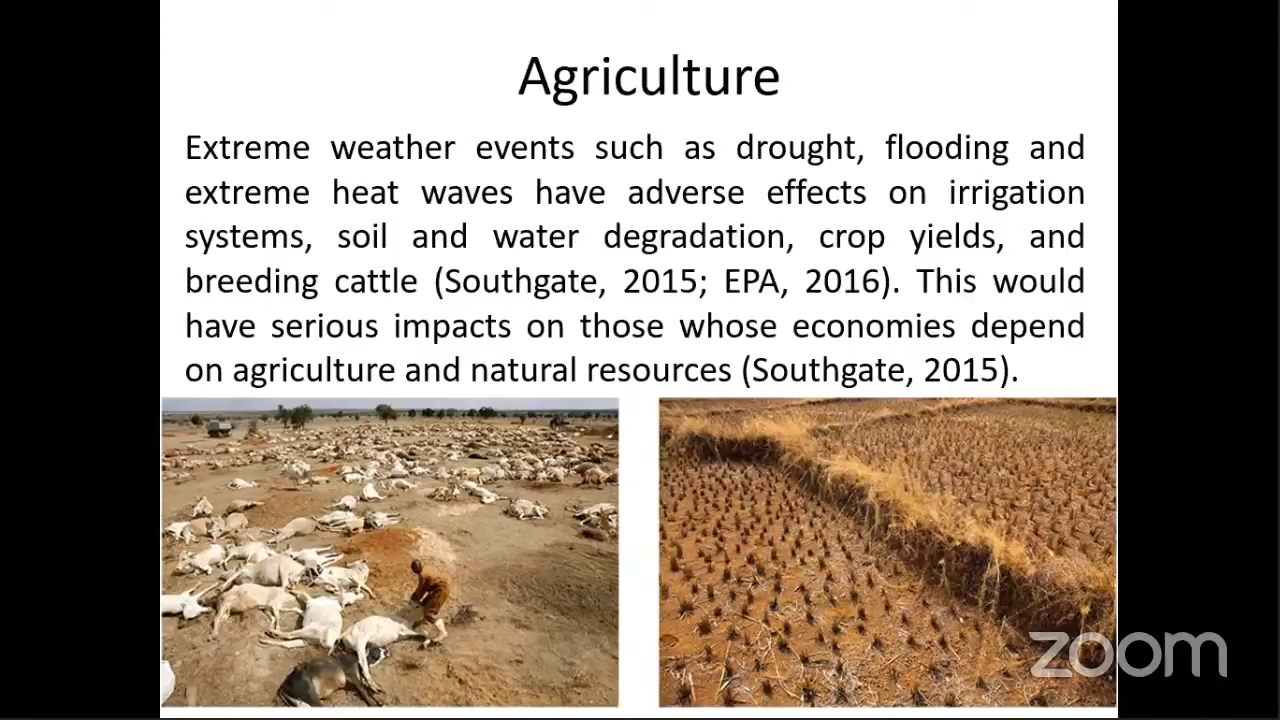 Agriculture
Extreme weather events such as drought, flooding and
extreme heat waves have adverse effects on irrigation
systems, soil and water degradation, crop yields, and
breeding cattle (Southgate, 2015; EPA, 2016). This would
have serious impacts on those whose economies depend
on agriculture and natural resources (Southgate, 2015).
zoom